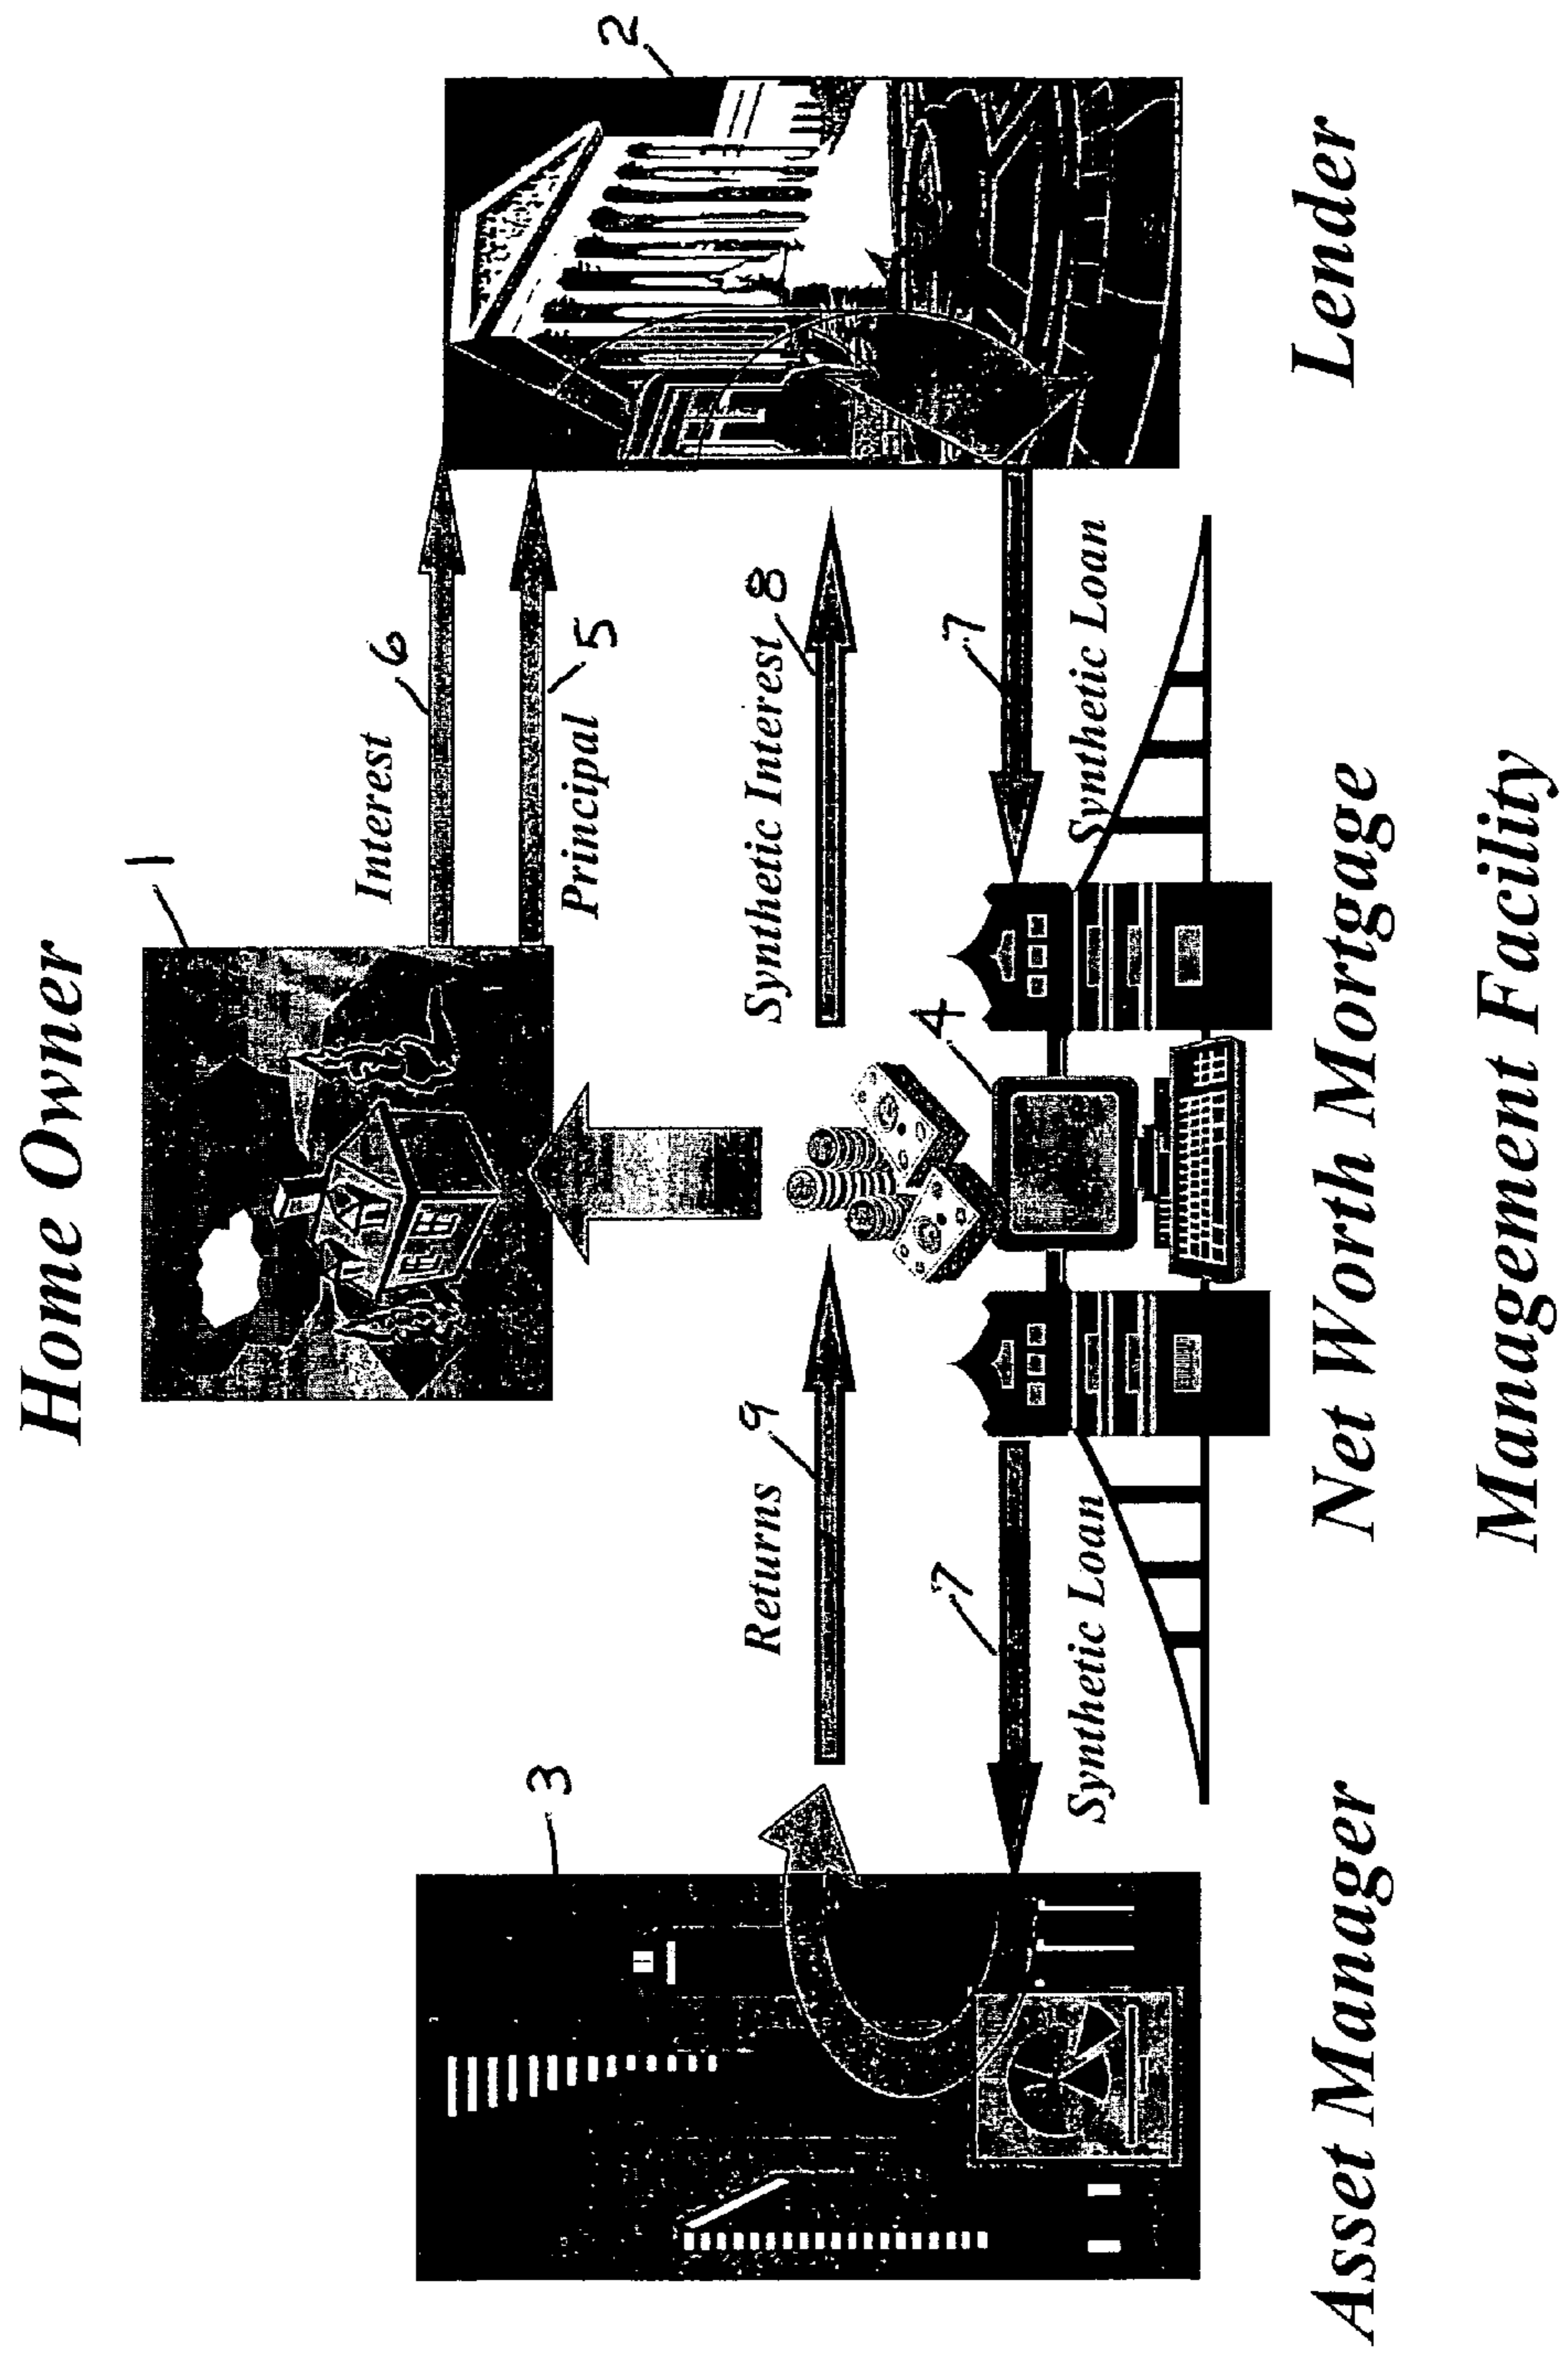 Home Owner
1
Interest
6
5
Principal
2
3
Returns
9
Synthetic Interest
8
4
7
Synthetic Loan
7
Synthetic Loan
Asset Manager
Net Worth Mortgage
Management Facility
Lender